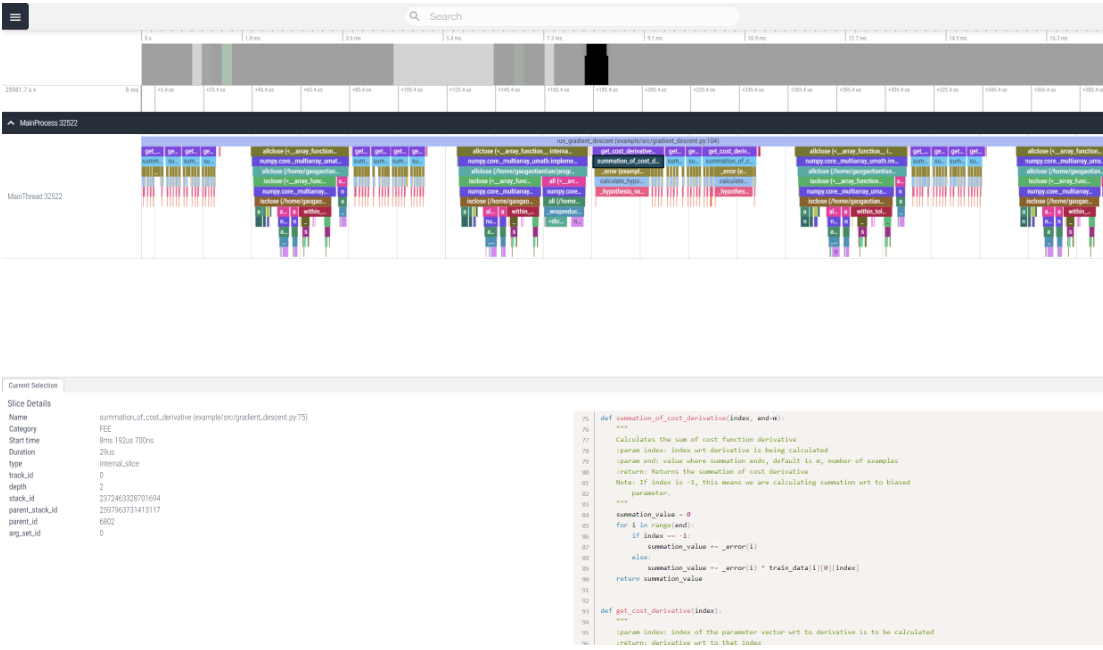 Search
0 s 1.8 ms 3.6 ms 5.4 ms 7.3 ms 9.1 ms 10.9 ms 12.7 ms 14.5 ms 16.3 ms
25981.7 s + 0 ms +5.4 us +25.4 us +45.4 us +65.4 us +85.4 us +105.4 us +125.4 us +145.4 us +165.4 us +185.4 us +205.4 us +225.4 us +245.4 us +265.4 us +285.4 us +305.4 us +325.4 us +345.4 us +365.4 us
MainProcess 32522
run_gradient_descent (example/src/gradient_descent.py:104)
get_... ge... get... ge... allclose (<__array_function... get... get... get... ge... allclose (<__array_function__ interna... get_cost_derivative... get... ge... get_cost_deriv... allclose (<__array_function__ i... get... ge... get... get... allclose (<__array_function...
summ... su... sum... su... numpy.core._multiarray_umat... sum... sum... sum... su... numpy.core._multiarray_umath.impleme... summation_of_cost_d... sum... su... summation_of_c... numpy.core._multiarray_umath.im... sum... su... sum... su... numpy.core._multiarray_uma...
allclose (/home/gaogaotiantian... allclose (/home/gaogaotiantian/progr... _error (exampl... _error (e... allclose (/home/gaogaotiantian... allclose (/home/gaogaotian...
isclose (<__array_func... isclose (<__array_func... all (<__arr... calculate_hypo... calculate... isclose (<__array_function... isclose (<__array_func...
MainThread 32522
numpy.core._multiarray... numpy.core._multiarray... numpy.core... _hypothesis_va... _hypothes... numpy.core._multiarray_uma... numpy.core._multiarray...
isclose (/home/gaogao... isclose (/home/gaogao... all (/home... isclose (/home/gaogaotian... isclose (/home/gaogao...
within_... within_... _wrapreduc... within_tol... within_...
Current Selection
Slice Details
Name summation_of_cost_derivative (example/src/gradient_descent.py:75)
Category FEE
Start time 8ms 192us 700ns
Duration 29us
type internal_slice
track_id 0
depth 2
stack_id 2372463328701694
parent_stack_id 2597963731413117
parent_id 6802
arg_set_id 0
75 def summation_of_cost_derivative(index, end=m):
76 """
77 Calculates the sum of cost function derivative
78 :param index: index wrt derivative is being calculated
79 :param end: value where summation ends, default is m, number of examples
80 :return: Returns the summation of cost derivative
81 Note: If index is -1, this means we are calculating summation wrt to biased
82 parameter.
83 """
84 summation_value = 0
85 for i in range(end):
86 if index == -1:
87 summation_value += _error(i)
88 else:
89 summation_value += _error(i) * train_data[i][0][index]
90 return summation_value
91
92
93 def get_cost_derivative(index):
94 """
95 :param index: index of the parameter vector wrt to derivative is to be calculated
96 :return: derivative wrt to that index